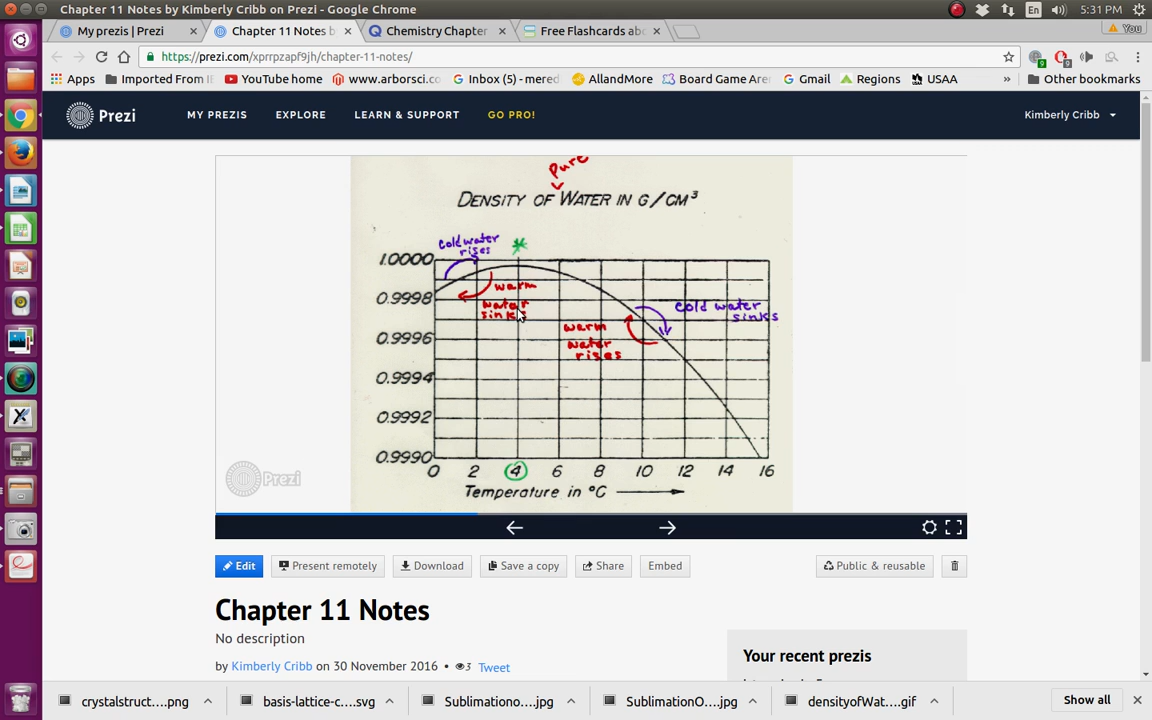 Chapter 11 Notes by Kimberly Cribb on Prezi - Google Chrome
En
5:31 PM
My prezis | Prezi
Chapter 11 Notes b
Chemistry Chapter
Free Flashcards abo
You
https://prezi.com/xprrpzapf9jh/chapter-11-notes/
Apps
Imported From IE
YouTube home
www.arborsci.co
Inbox (5) - mered
AllandMore
Board Game Aren
Gmail
Regions
USAA
»
Other bookmarks
Prezi
MY PREZIS
EXPLORE
LEARN & SUPPORT
GO PRO!
Kimberly Cribb
Pure
DENSITY OF WATER IN G/CM³
cold water
rises
*
1.0000
0.9998
0.9996
0.9994
0.9992
0.9990
warm
water
sinks
cold water
sinks
warm
water
rises
0 2 4 6 8 10 12 14 16
Temperature in °C
Prezi
Edit
Present remotely
Download
Save a copy
Share
Embed
Public & reusable
Chapter 11 Notes
No description
by Kimberly Cribb on 30 November 2016 • 3 Tweet
Your recent prezis
crystalstruct....png
basis-lattice-c....svg
Sublimationo....jpg
SublimationO....jpg
densityofWat....gif
Show all